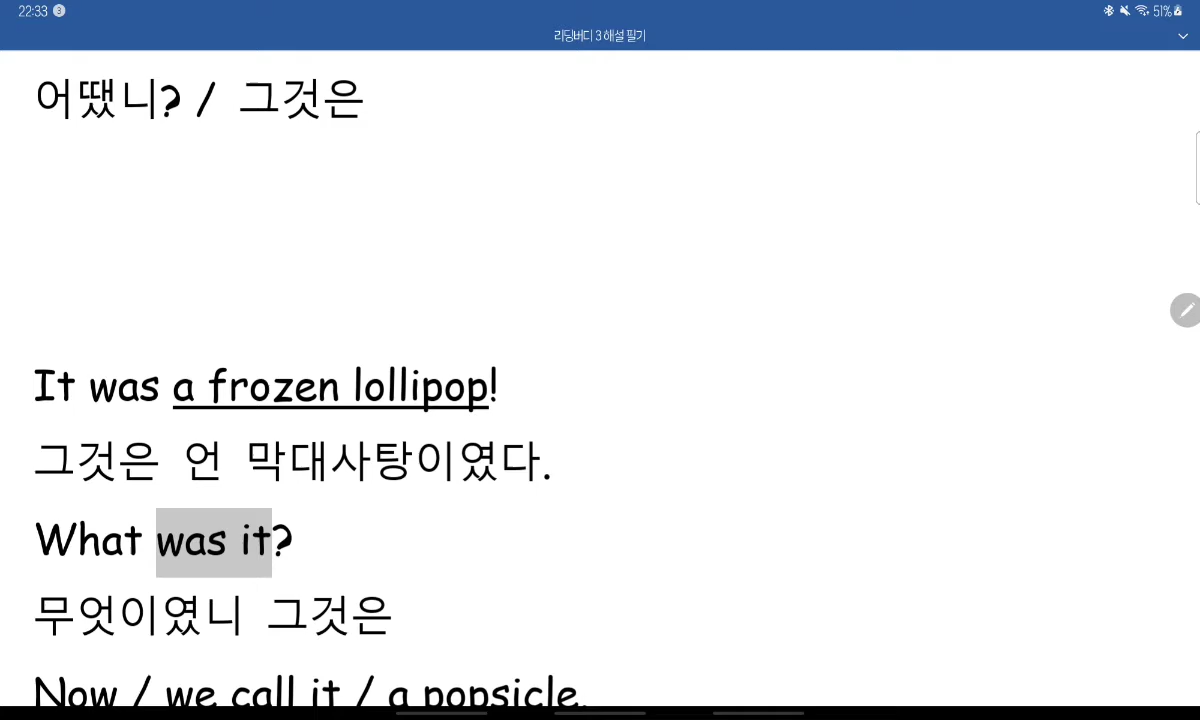 22:33 3 51%
리딩버디 3 해설 필기
어땠니? / 그것은
It was a frozen lollipop!
그것은 언 막대사탕이였다.
What was it?
무엇이였니 그것은
Now / we call it / a popsicle.